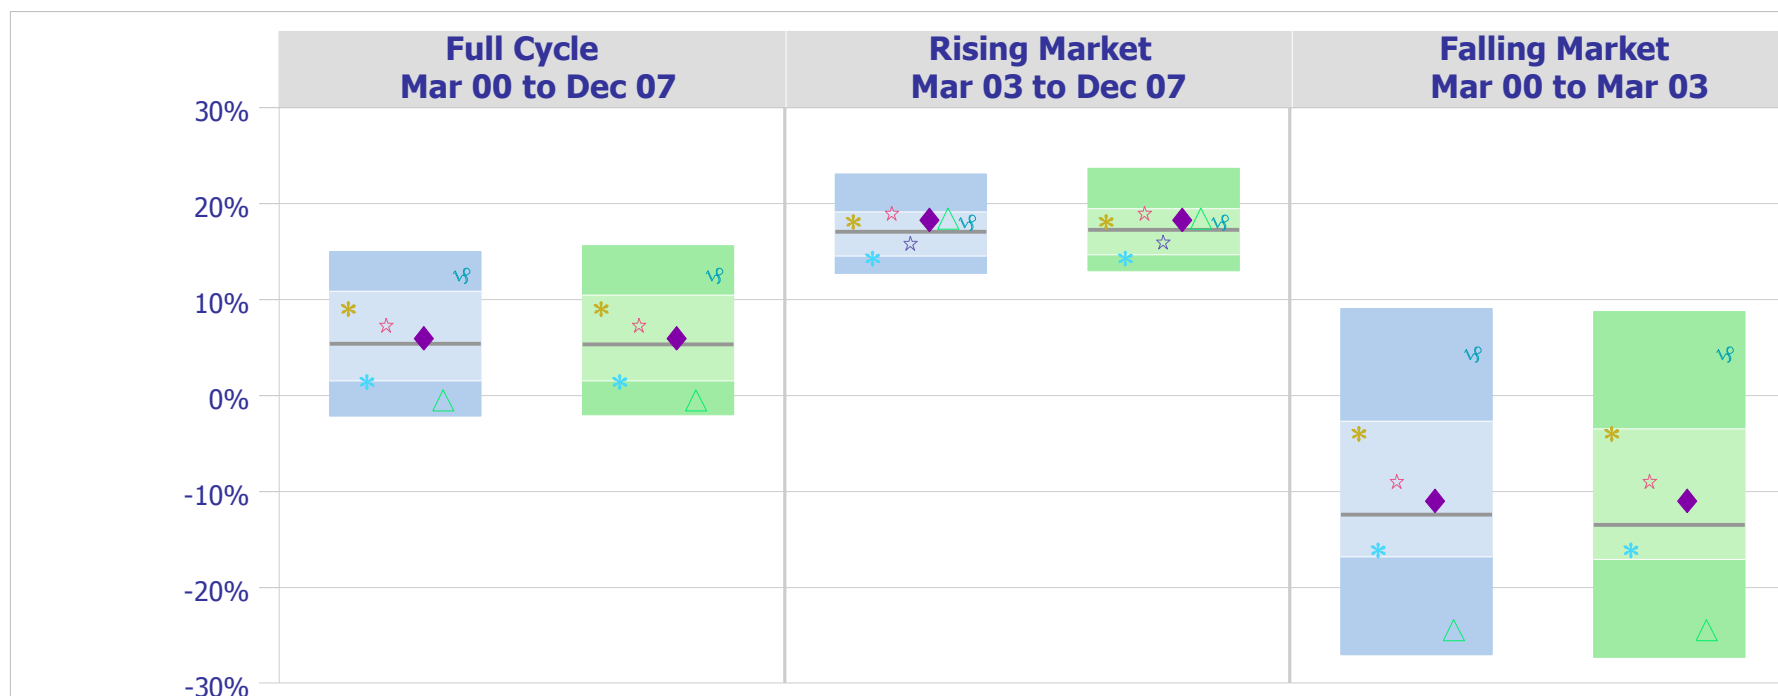 Full Cycle
Mar 00 to Dec 07
Rising Market
Mar 03 to Dec 07
Falling Market
Mar 00 to Mar 03
30%
20%
10%
0%
-10%
-20%
-30%